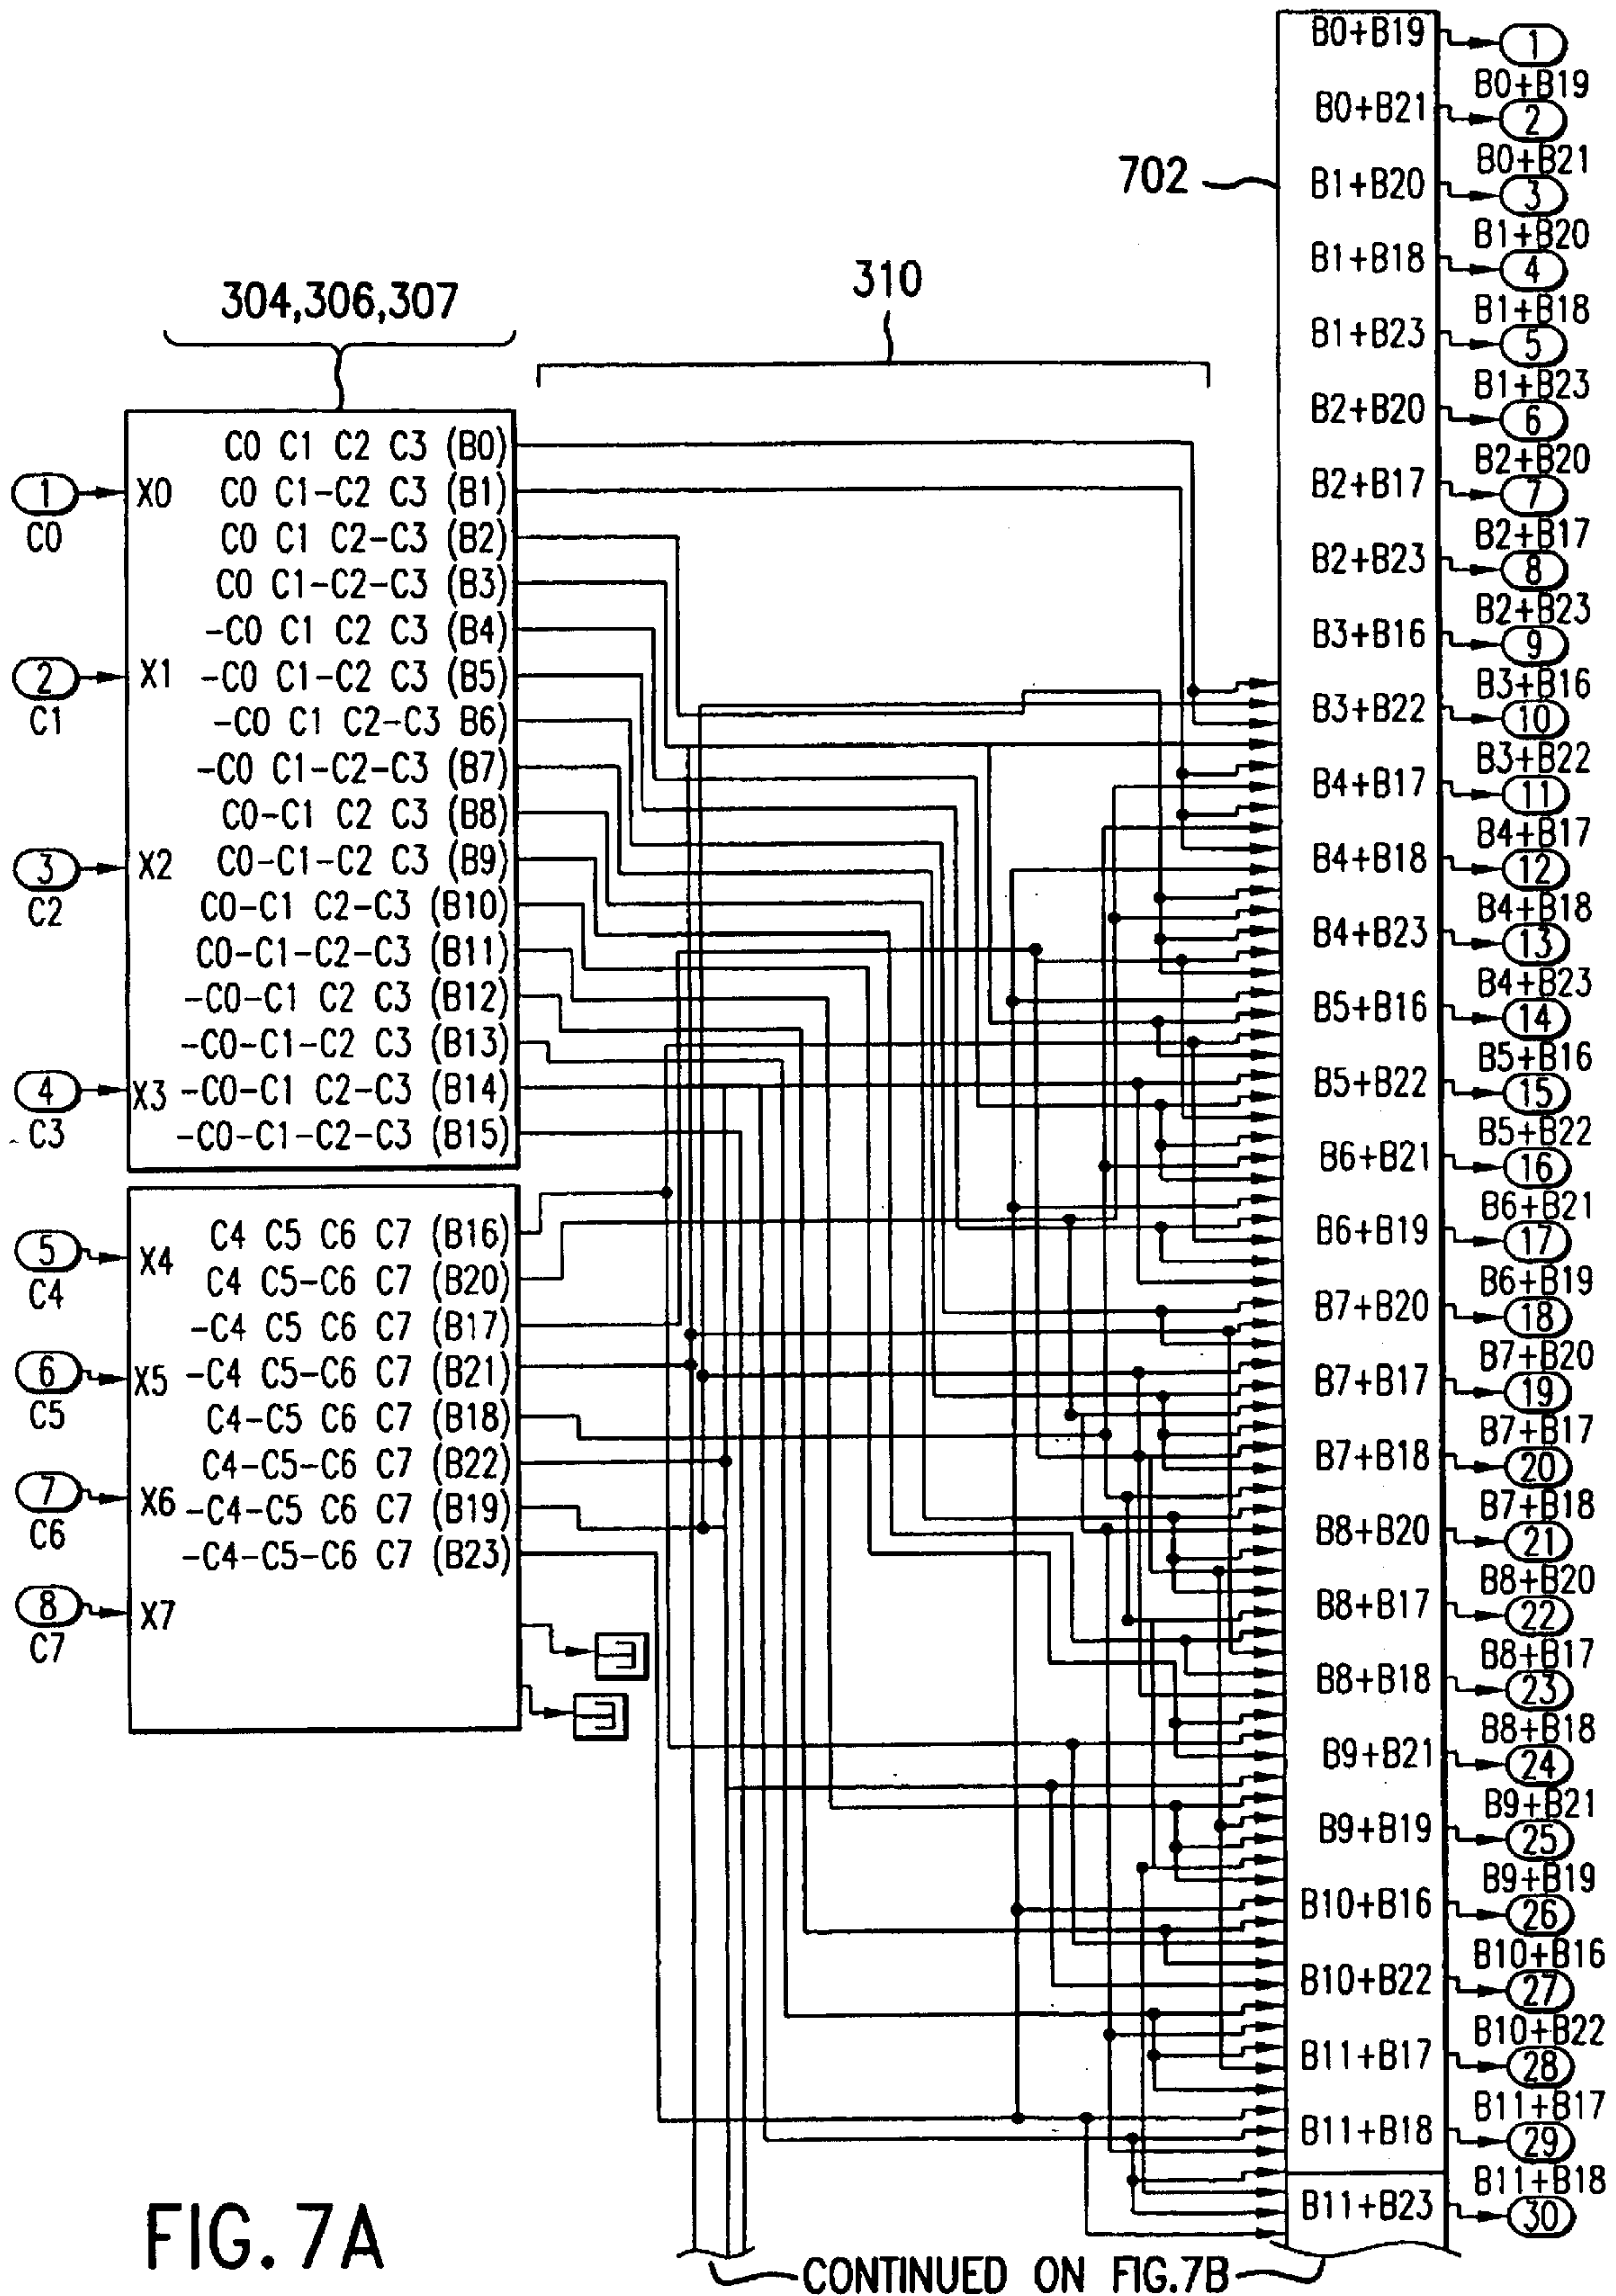 304,306,307
310
702
1
C0
2
C1
3
C2
4
C3
5
C4
6
C5
7
C6
8
C7
X0
X1
X2
X3
X4
X5
X6
X7
C0 C1 C2 C3 (B0)
C0 C1-C2 C3 (B1)
C0 C1 C2-C3 (B2)
C0 C1-C2-C3 (B3)
-C0 C1 C2 C3 (B4)
-C0 C1-C2 C3 (B5)
-C0 C1 C2-C3 B6)
-C0 C1-C2-C3 (B7)
C0-C1 C2 C3 (B8)
C0-C1-C2 C3 (B9)
C0-C1 C2-C3 (B10)
C0-C1-C2-C3 (B11)
-C0-C1 C2 C3 (B12)
-C0-C1-C2 C3 (B13)
-C0-C1 C2-C3 (B14)
-C0-C1-C2-C3 (B15)
C4 C5 C6 C7 (B16)
C4 C5-C6 C7 (B20)
-C4 C5 C6 C7 (B17)
-C4 C5-C6 C7 (B21)
C4-C5 C6 C7 (B18)
C4-C5-C6 C7 (B22)
-C4-C5 C6 C7 (B19)
-C4-C5-C6 C7 (B23)
B0+B19
1
B0+B19
B0+B21
2
B0+B21
B1+B20
3
B1+B20
B1+B18
4
B1+B18
B1+B23
5
B1+B23
B2+B20
6
B2+B20
B2+B17
7
B2+B17
B2+B23
8
B2+B23
B3+B16
9
B3+B16
B3+B22
10
B3+B22
B4+B17
11
B4+B17
B4+B18
12
B4+B18
B4+B23
13
B4+B23
B5+B16
14
B5+B16
B5+B22
15
B5+B22
B6+B21
16
B6+B21
B6+B19
17
B6+B19
B7+B20
18
B7+B20
B7+B17
19
B7+B17
B7+B18
20
B7+B18
B8+B20
21
B8+B20
B8+B17
22
B8+B17
B8+B18
23
B8+B18
B9+B21
24
B9+B21
B9+B19
25
B9+B19
B10+B16
26
B10+B16
B10+B22
27
B10+B22
B11+B17
28
B11+B17
B11+B18
29
B11+B18
B11+B23
30
FIG. 7A
CONTINUED ON FIG.7B